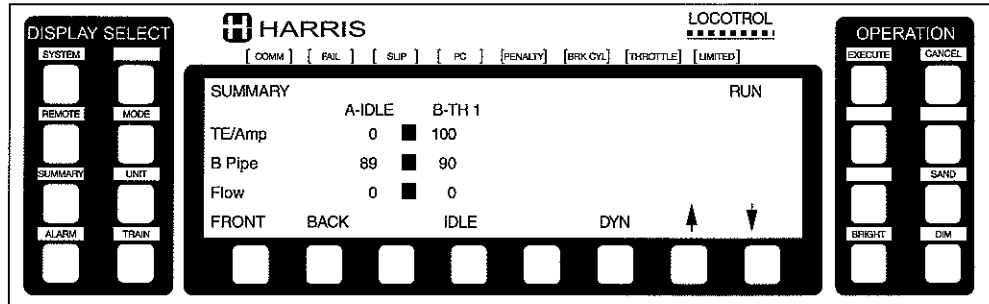 DISPLAY SELECT
SYSTEM
REMOTE MODE
SUMMARY UNIT
ALARM TRAIN
HARRIS
LOCOTROL
[ COMM ] [ FAIL ] [ SLIP ] [ PC ] [PENALTY] [BRK CYL] [THROTTLE] [LIMITED]
SUMMARY RUN
A-IDLE B-TH 1
TE/Amp 0 100
B Pipe 89 90
Flow 0 0
FRONT BACK IDLE DYN
OPERATION
EXECUTE CANCEL
SAND
BRIGHT DIM